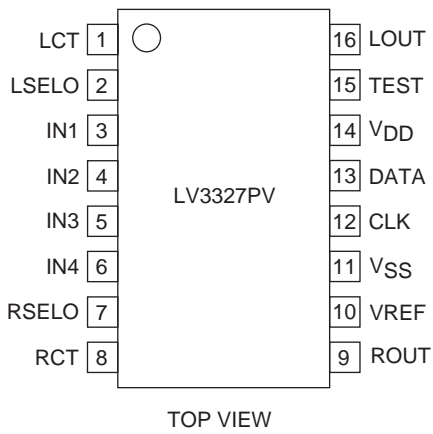 LCT 1 16 LOUT
LSELO 2 15 TEST
IN1 3 14 VDD
IN2 4 13 DATA
LV3327PV
IN3 5 12 CLK
IN4 6 11 VSS
RSELO 7 10 VREF
RCT 8 9 ROUT
TOP VIEW